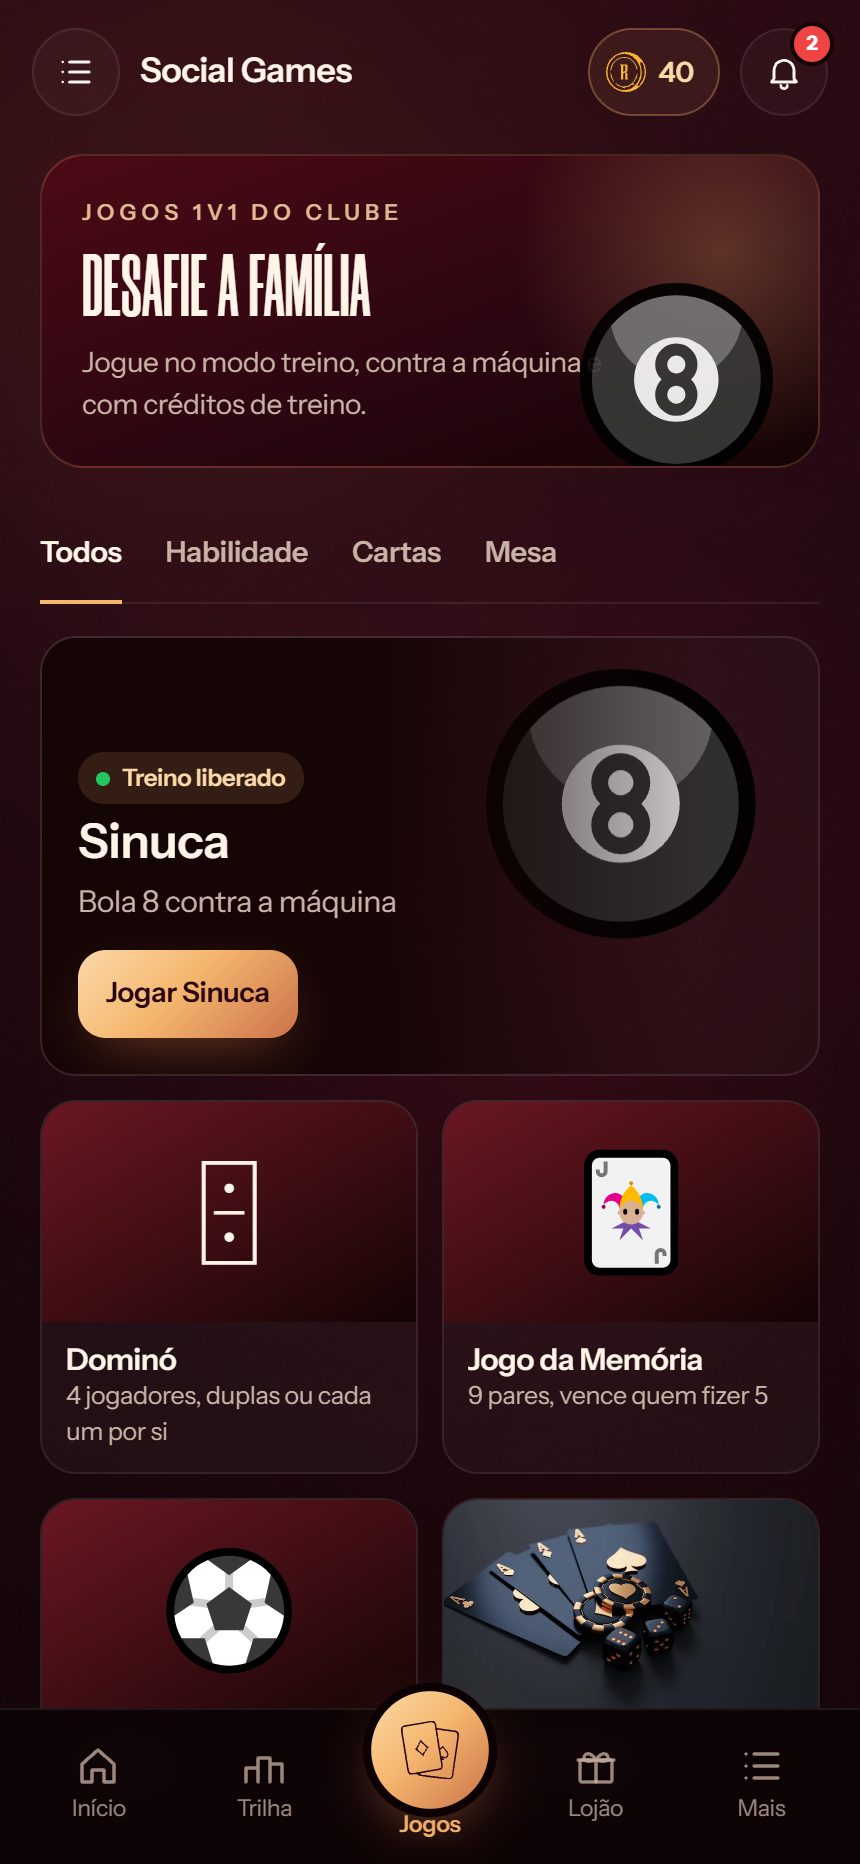 Social Games
40
2
JOGOS 1V1 DO CLUBE
DESAFIE A FAMÍLIA
Jogue no modo treino, contra a máquina e
com créditos de treino.
8
Todos
Habilidade
Cartas
Mesa
8
Treino liberado
Sinuca
Bola 8 contra a máquina
Jogar Sinuca
J
J
Dominó
4 jogadores, duplas ou cada
um por si
Jogo da Memória
9 pares, vence quem fizer 5
A
A
A
A
Início
Trilha
Jogos
Lojão
Mais